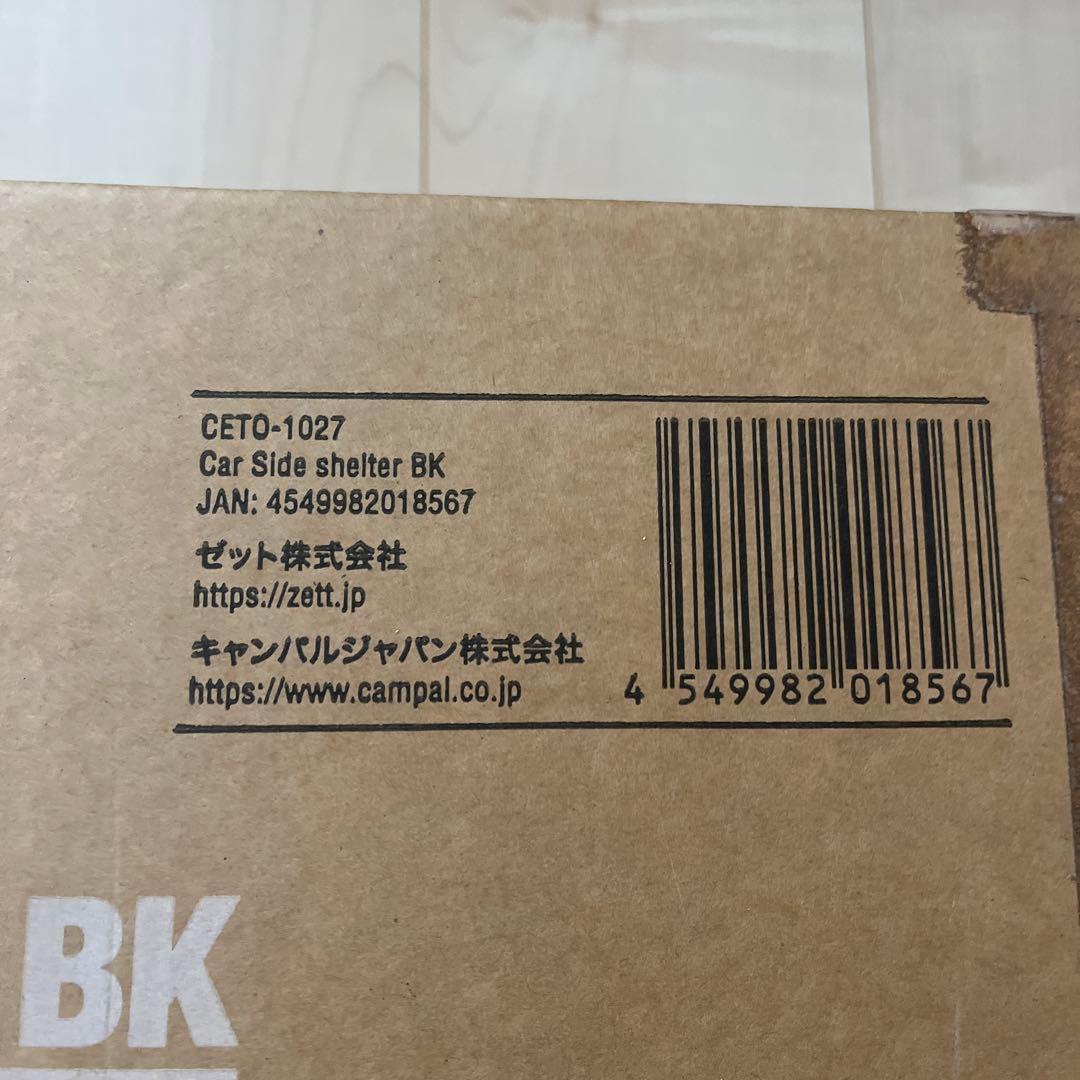 CETO-1027
Car Side shelter BK
JAN: 4549982018567
ゼット株式会社
https://zett.jp
キャンパルジャパン株式会社
https://www.campal.co.jp
4 549982 018567
BK